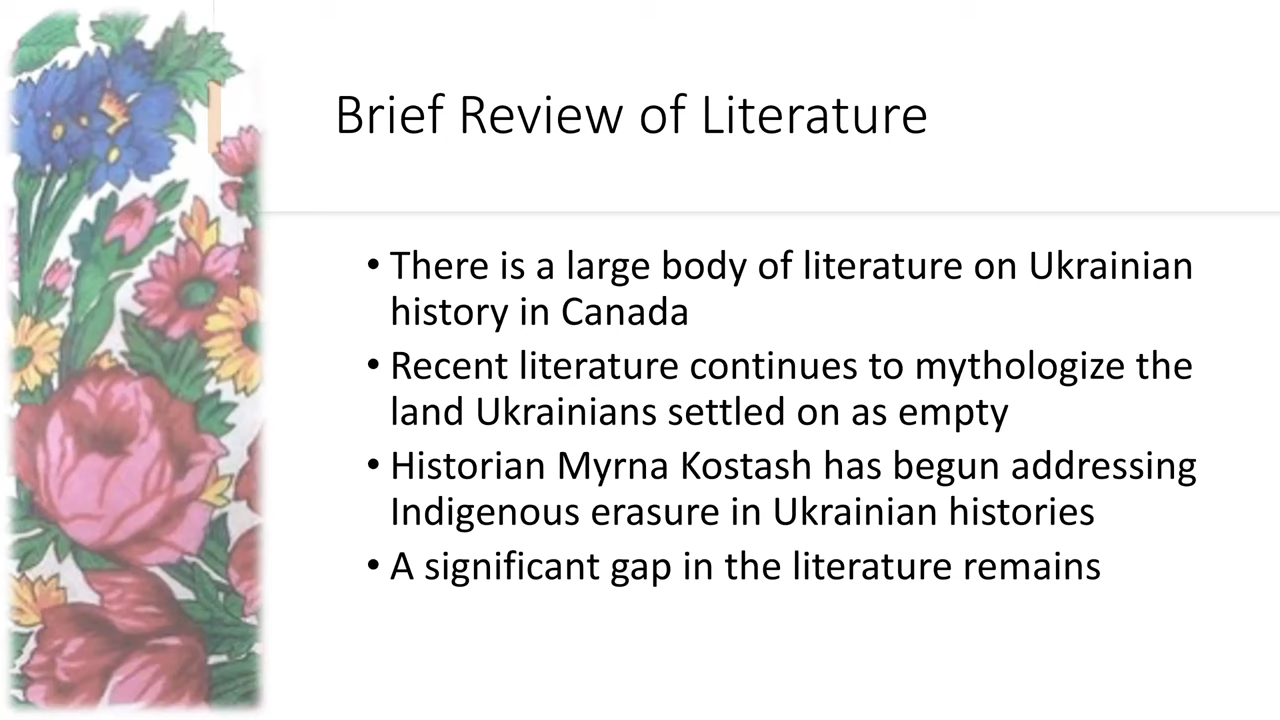 Brief Review of Literature
• There is a large body of literature on Ukrainian
history in Canada
• Recent literature continues to mythologize the
land Ukrainians settled on as empty
• Historian Myrna Kostash has begun addressing
Indigenous erasure in Ukrainian histories
• A significant gap in the literature remains